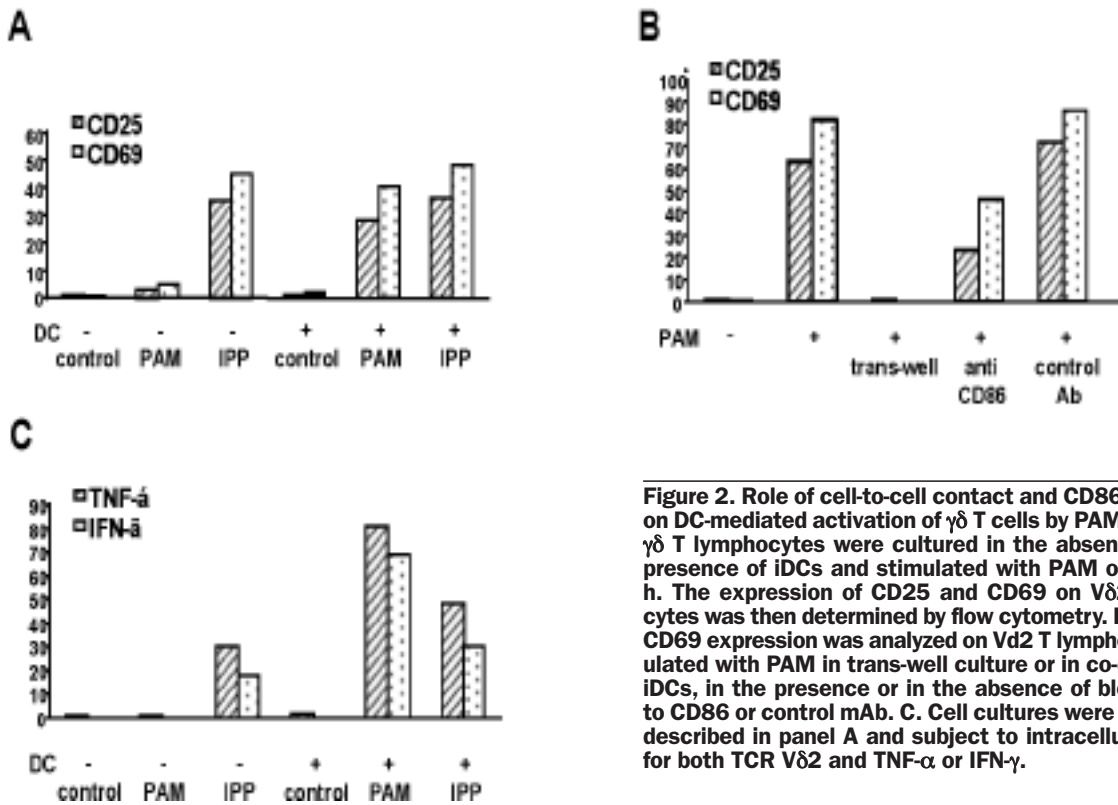 A
CD25
CD69
60
50
40
30
20
10
0
DC - - - + + +
control PAM IPP control PAM IPP
B
CD25
CD69
100
90
80
70
60
50
40
30
20
10
0
PAM - + + + +
trans-well anti control
CD86 Ab
C
TNF-á
IFN-ã
90
80
70
60
50
40
30
20
10
0
DC - - - + + +
control PAM IPP control PAM IPP
Figure 2. Role of cell-to-cell contact and CD86
on DC-mediated activation of γδ T cells by PAM
γδ T lymphocytes were cultured in the absen
presence of iDCs and stimulated with PAM o
h. The expression of CD25 and CD69 on Vδ
cytes was then determined by flow cytometry.
CD69 expression was analyzed on Vd2 T lympho
ulated with PAM in trans-well culture or in co-
iDCs, in the presence or in the absence of blo
to CD86 or control mAb. C. Cell cultures were
described in panel A and subject to intracellu
for both TCR Vδ2 and TNF-α or IFN-γ.